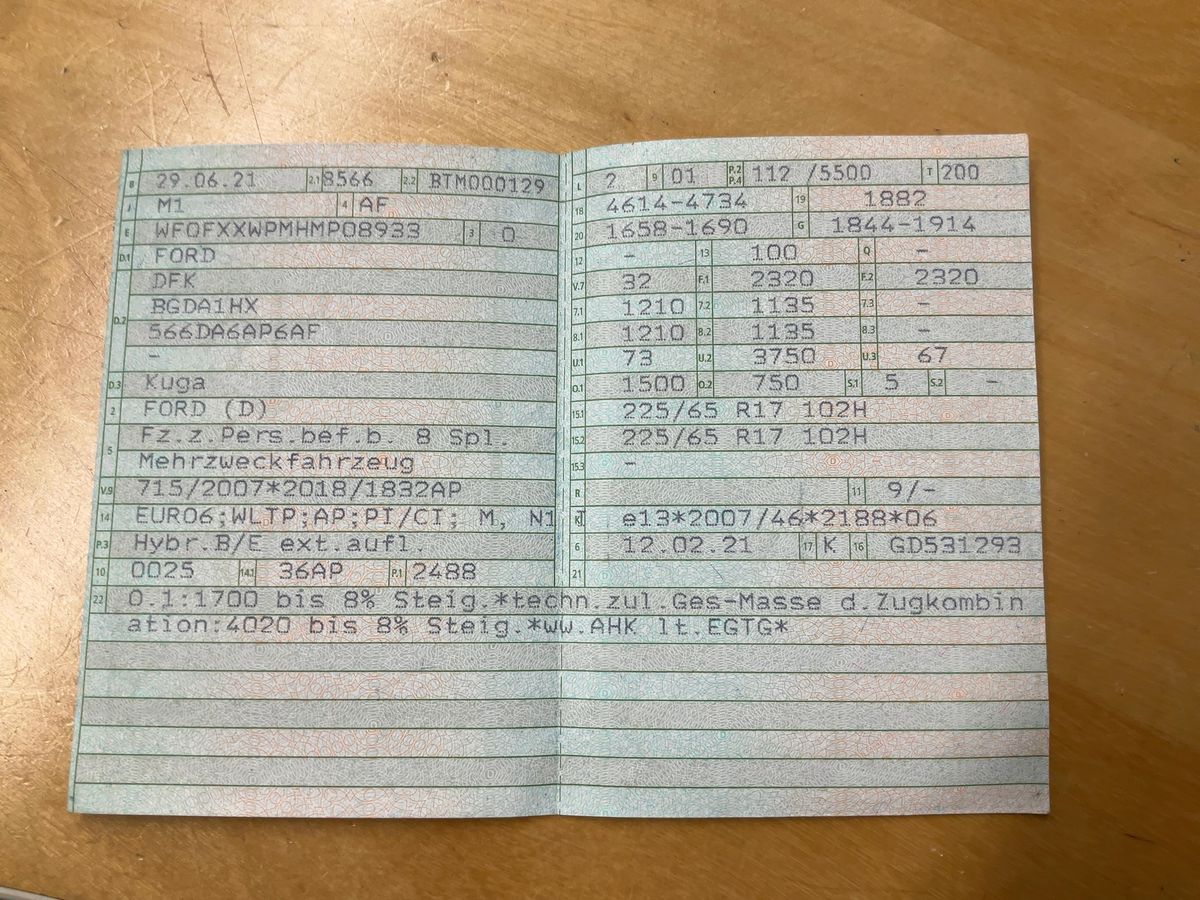 B 29.06.21 2.1 8566 2.2 BTM000129
J M1 4 AF
E WF0FXXWPMHMP08933 3 0
D.1 FORD
DFK
BGDA1HX
D.2 566DA6AP6AF
-
D.3 Kuga
2 FORD (D)
Fz.z.Pers.bef.b. 8 Spl.
5 Mehrzweckfahrzeug
V.9 715/2007*2018/1832AP
14 EURO6;WLTP;AP;PI/CI; M, N1 I
P.3 Hybr.B/E ext.aufl.
10 0025 14.1 36AP P.1 2488
L 2 9 01 P.2 P.4 112 /5500 T 200
18 4614-4734 19 1882
20 1658-1690 G 1844-1914
12 - 13 100 Q -
V.7 32 F.1 2320 F.2 2320
7.1 1210 7.2 1135 7.3 -
8.1 1210 8.2 1135 8.3 -
U.1 73 U.2 3750 U.3 67
O.1 1500 O.2 750 S.1 5 S.2 -
15.1 225/65 R17 102H
15.2 225/65 R17 102H
15.3 -
R 11 9/-
K e13*2007/46*2188*06
6 12.02.21 17 K 16 GD531293
21
22 O.1:1700 bis 8% Steig.*techn.zul.Ges-Masse d.Zugkombin
ation:4020 bis 8% Steig.*ww.AHK lt.EGTG*